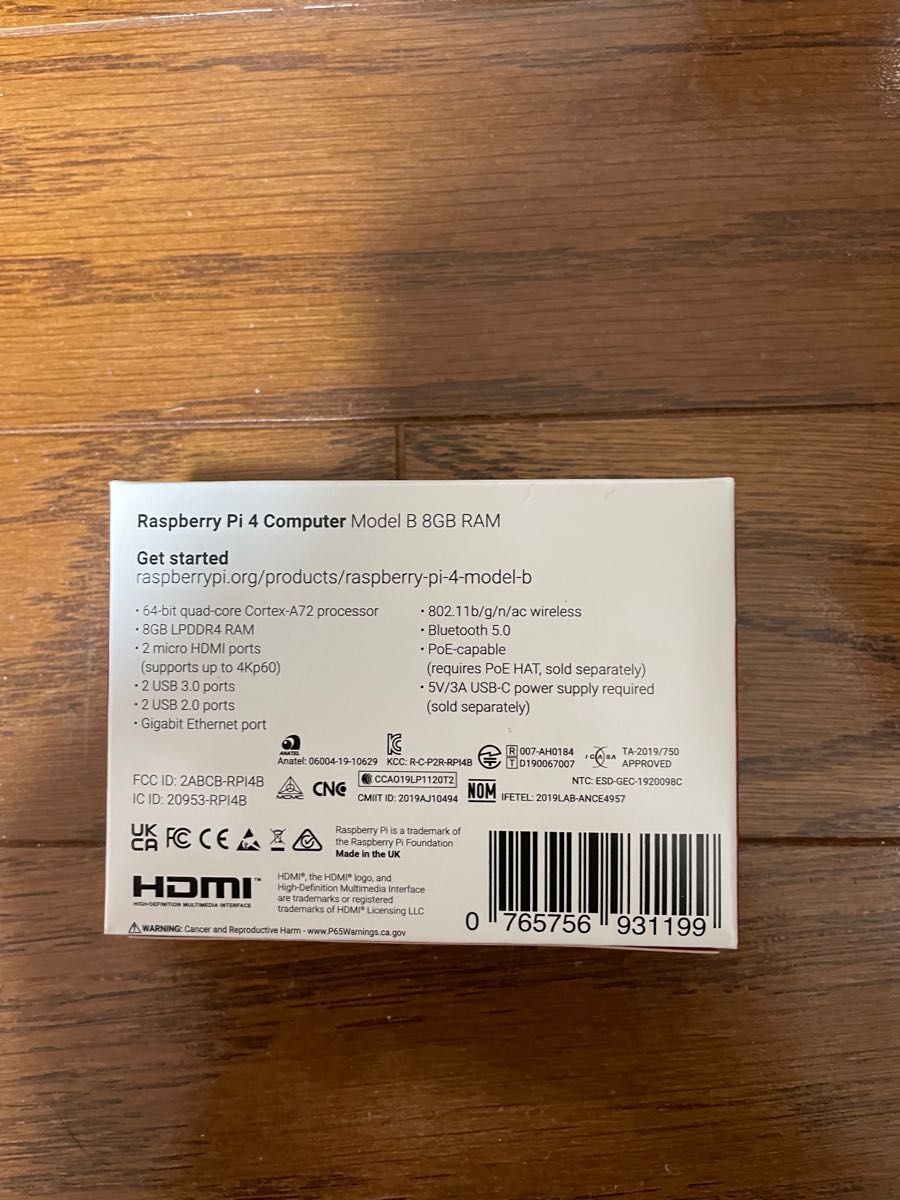 Raspberry Pi 4 Computer Model B 8GB RAM
Get started
raspberrypi.org/products/raspberry-pi-4-model-b
• 64-bit quad-core Cortex-A72 processor
• 8GB LPDDR4 RAM
• 2 micro HDMI ports
(supports up to 4Kp60)
• 2 USB 3.0 ports
• 2 USB 2.0 ports
• Gigabit Ethernet port
• 802.11b/g/n/ac wireless
• Bluetooth 5.0
• PoE-capable
(requires PoE HAT, sold separately)
• 5V/3A USB-C power supply required
(sold separately)
ANATEL
Anatel: 06004-19-10629
KCC: R-C-P2R-RPI4B
R 007-AH0184
T D190067007
ICASA
TA-2019/750
APPROVED
FCC ID: 2ABCB-RPI4B
IC ID: 20953-RPI4B
CNC
CCAO19LP1120T2
CMIIT ID: 2019AJ10494
NOM
NTC: ESD-GEC-1920098C
IFETEL: 2019LAB-ANCE4957
UK
CA
FC CE
Raspberry Pi is a trademark of
the Raspberry Pi Foundation
Made in the UK
HDMI™
HIGH-DEFINITION MULTIMEDIA INTERFACE
HDMI®, the HDMI® logo, and
High-Definition Multimedia Interface
are trademarks or registered
trademarks of HDMI® Licensing LLC
WARNING: Cancer and Reproductive Harm - www.P65Warnings.ca.gov
0 765756 931199